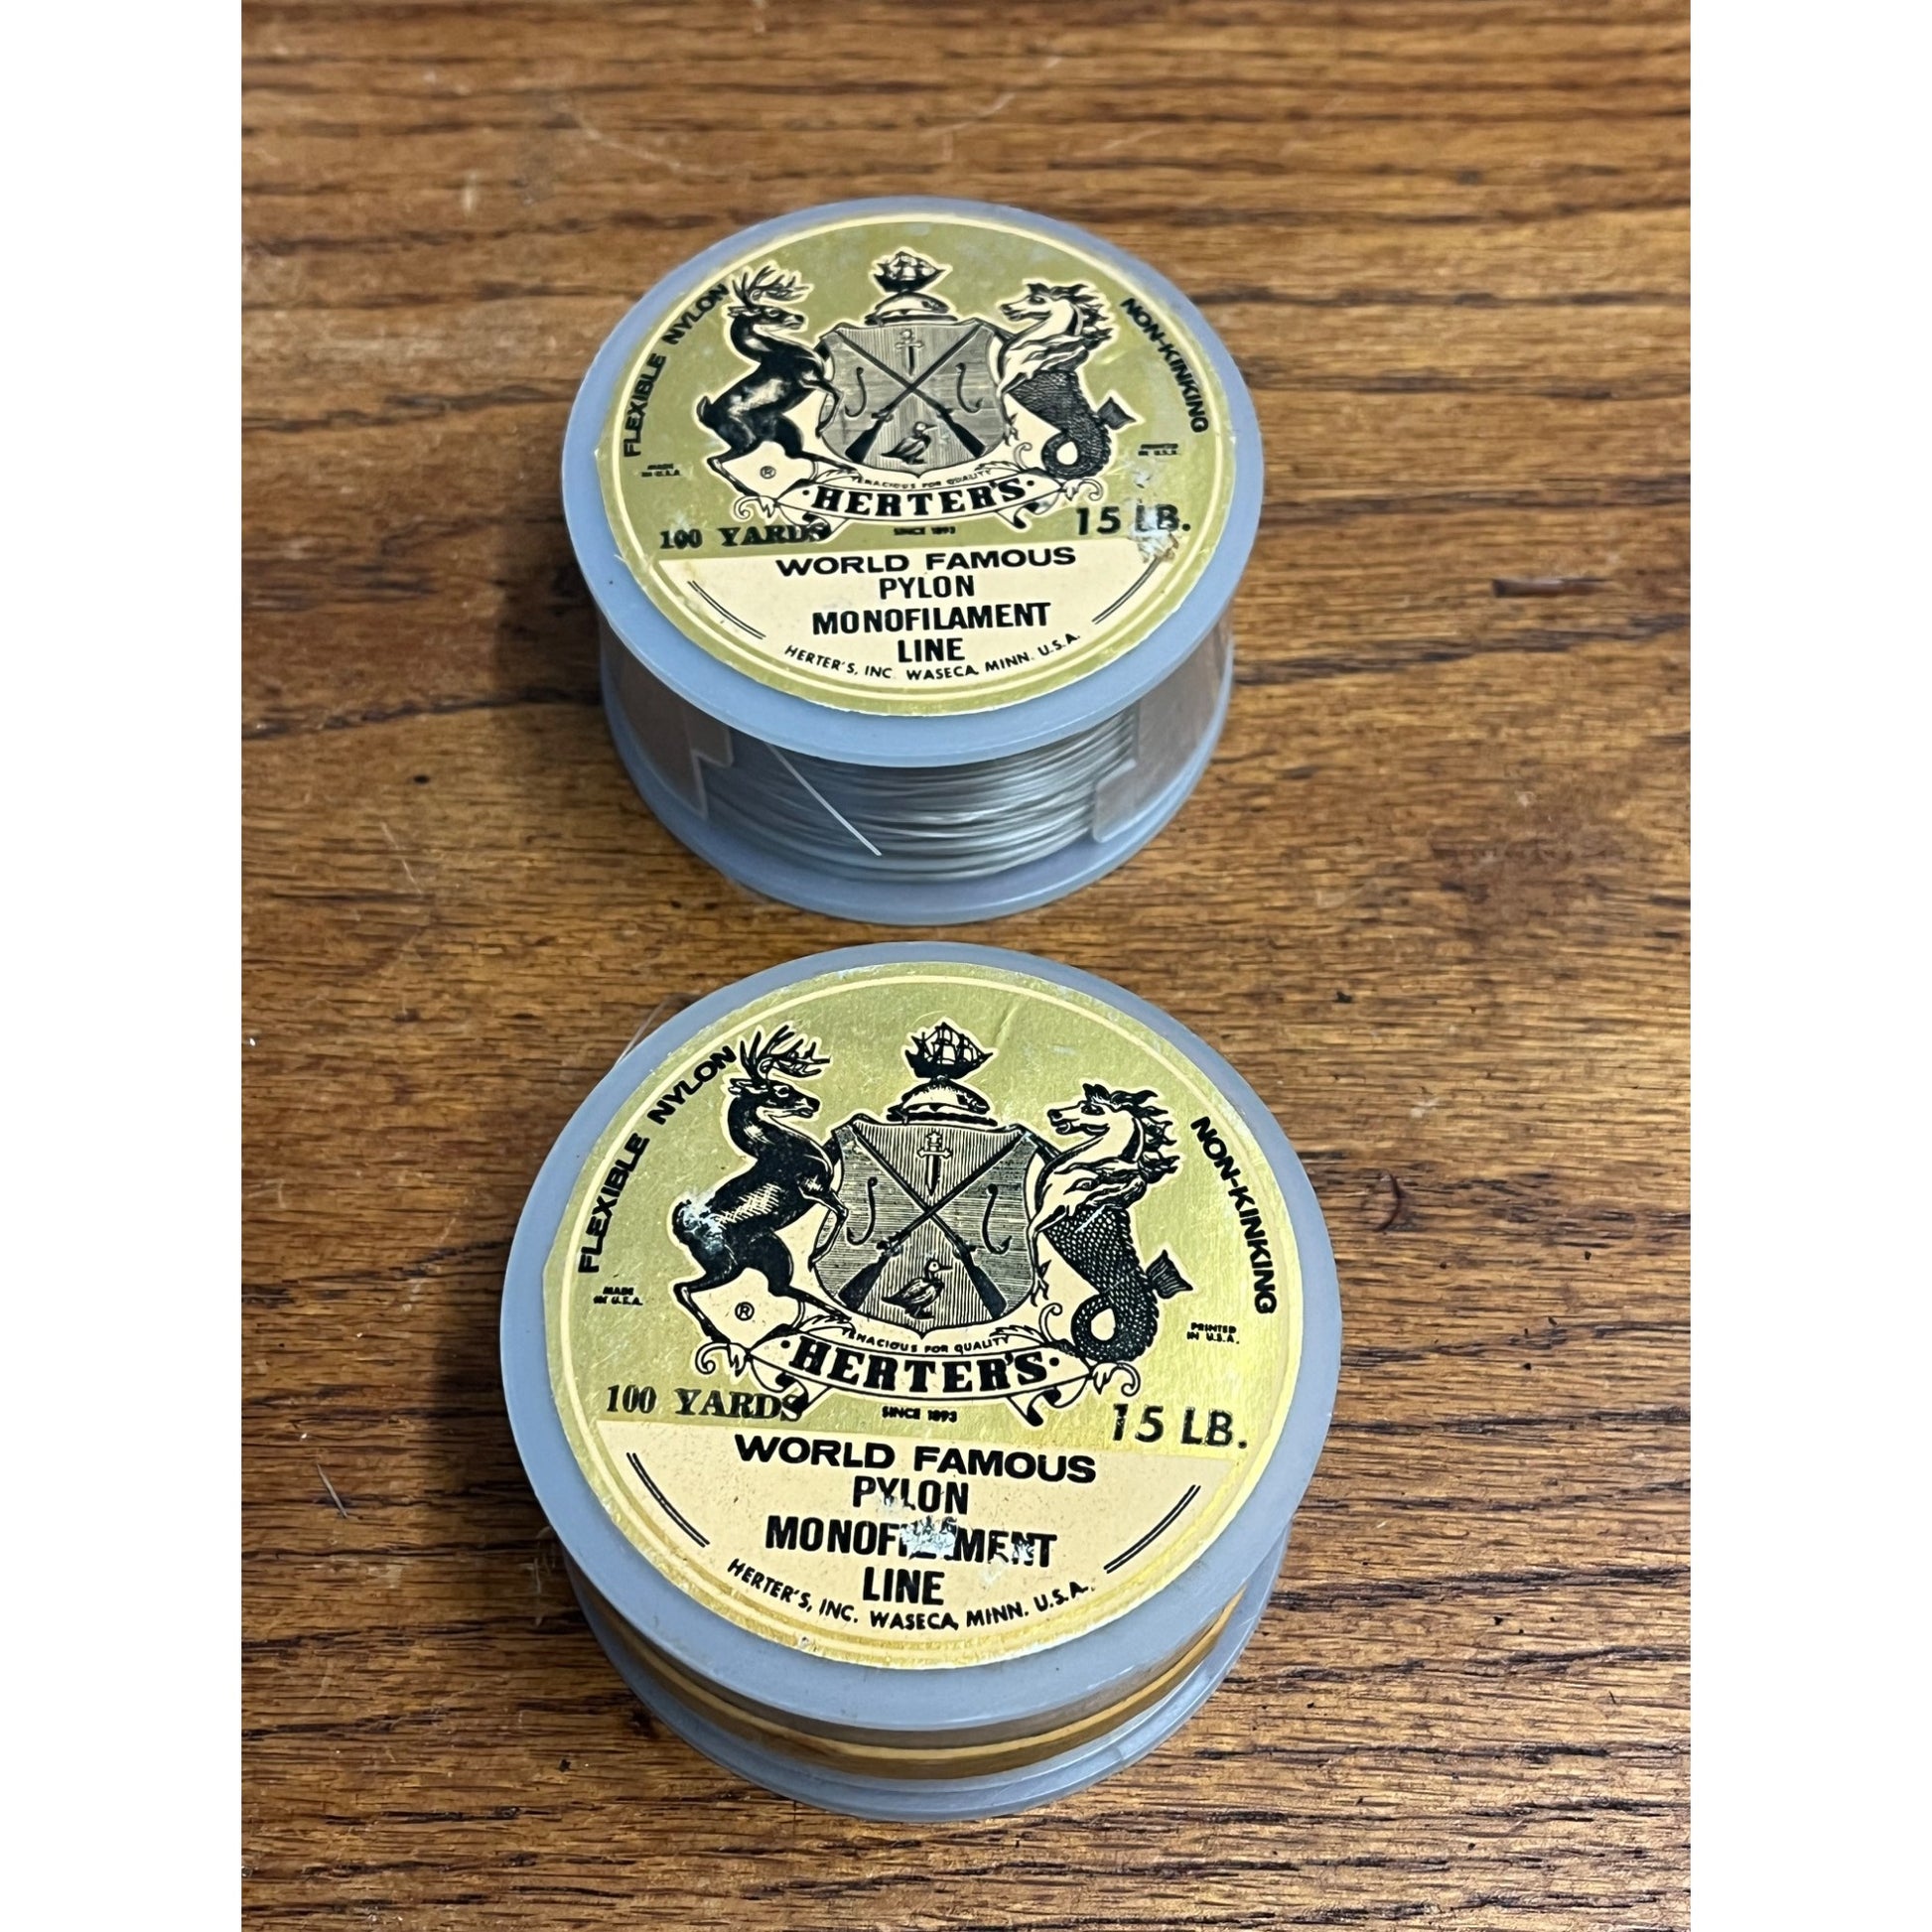 FLEXIBLE NYLON
NON-KINKING
MADE
IN U.S.A.
PRINTED
IN U.S.A.
®
TENACIOUS FOR QUALITY
·HERTER'S·
SINCE 1893
100 YARDS
15 LB.
WORLD FAMOUS
PYLON
MONOFILAMENT
LINE
HERTER'S, INC. WASECA, MINN. U.S.A.
FLEXIBLE NYLON
NON-KINKING
MADE
IN U.S.A.
PRINTED
IN U.S.A.
®
TENACIOUS FOR QUALITY
·HERTER'S·
SINCE 1893
100 YARDS
15 LB.
WORLD FAMOUS
PYLON
MONOFILAMENT
LINE
HERTER'S, INC. WASECA, MINN. U.S.A.